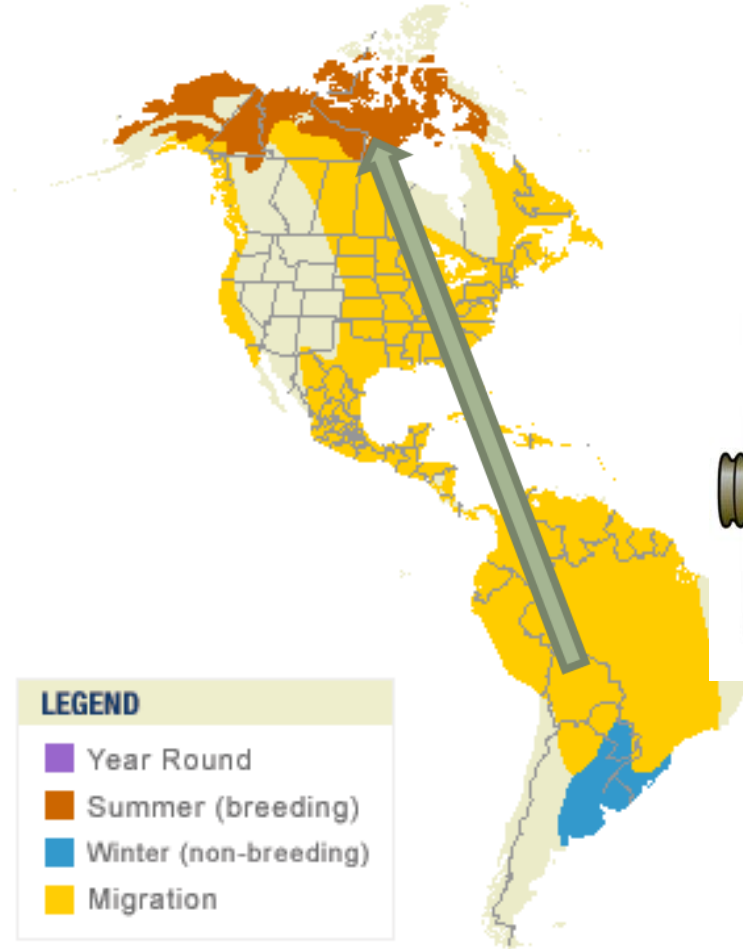 LEGEND
Year Round
Summer (breeding)
Winter (non-breeding)
Migration